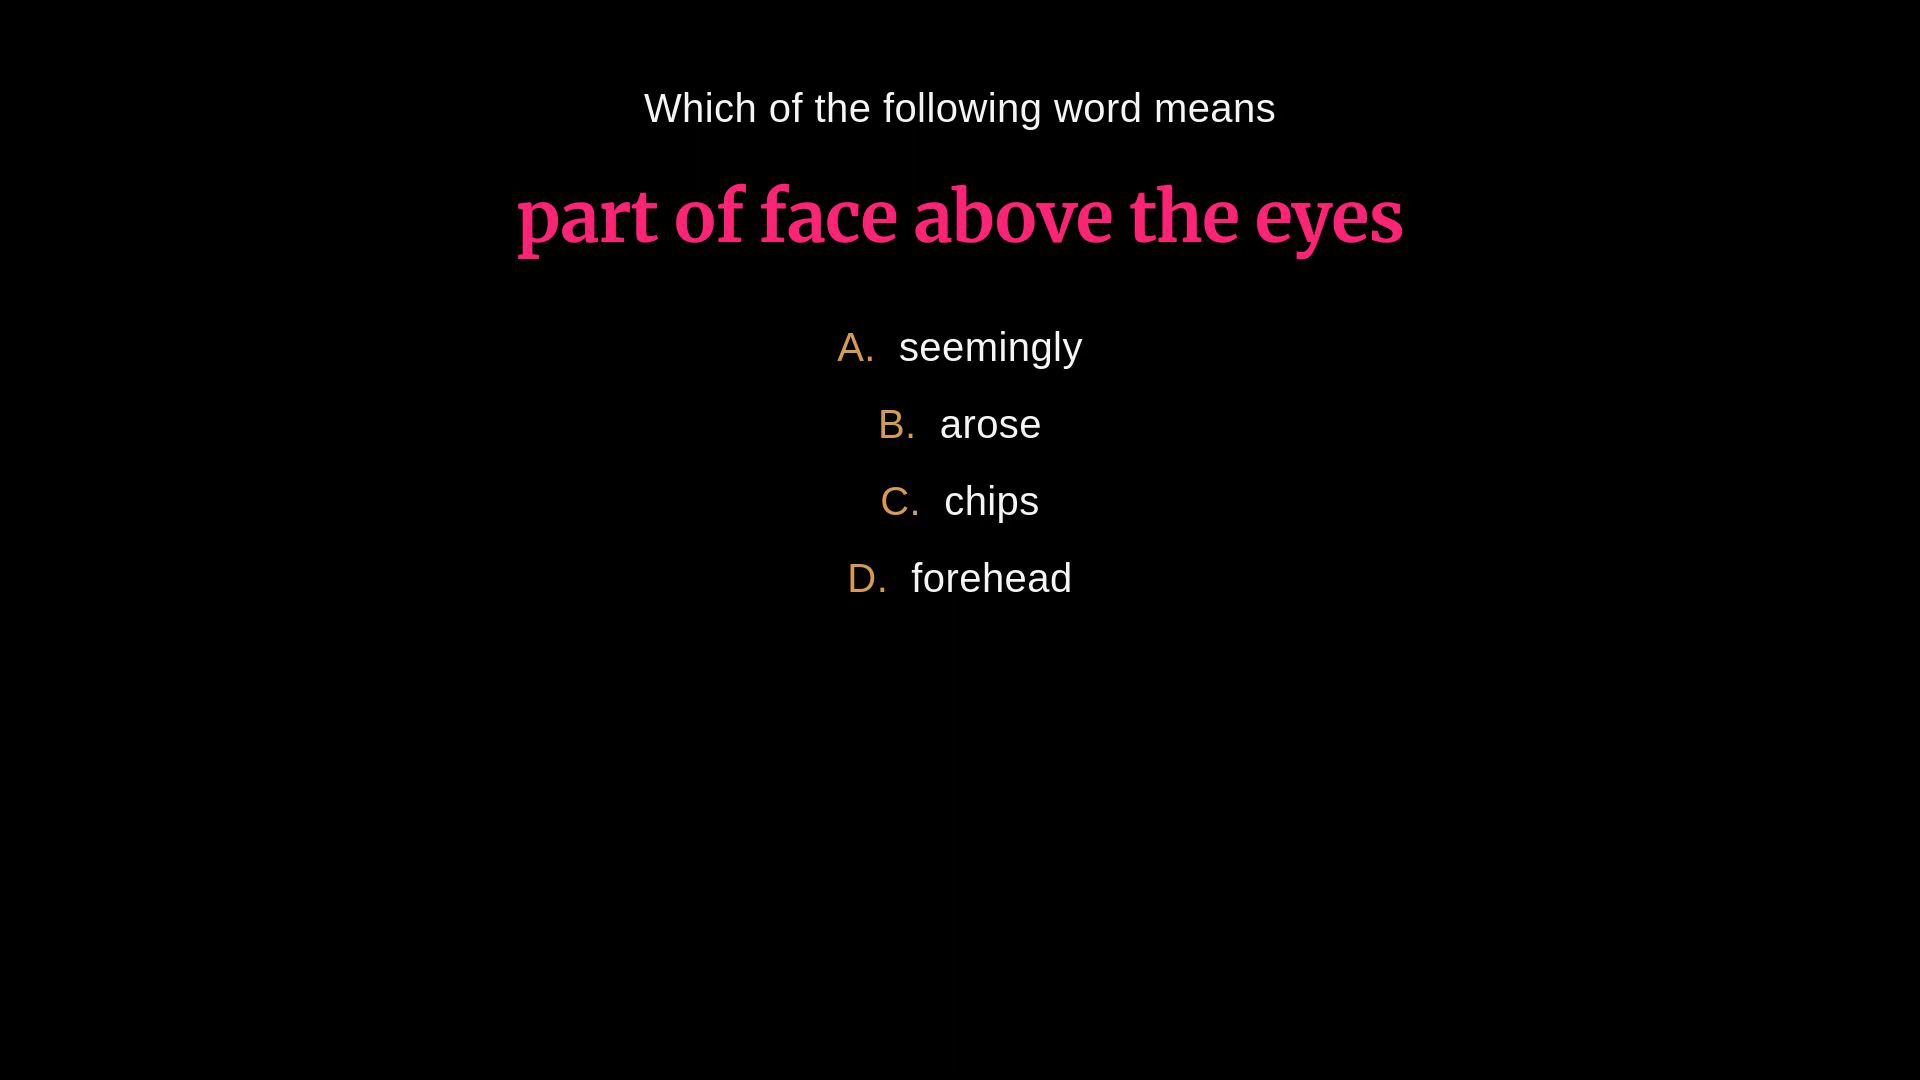 Which of the following word means
part of face above the eyes
A. seemingly
B. arose
C. chips
D. forehead